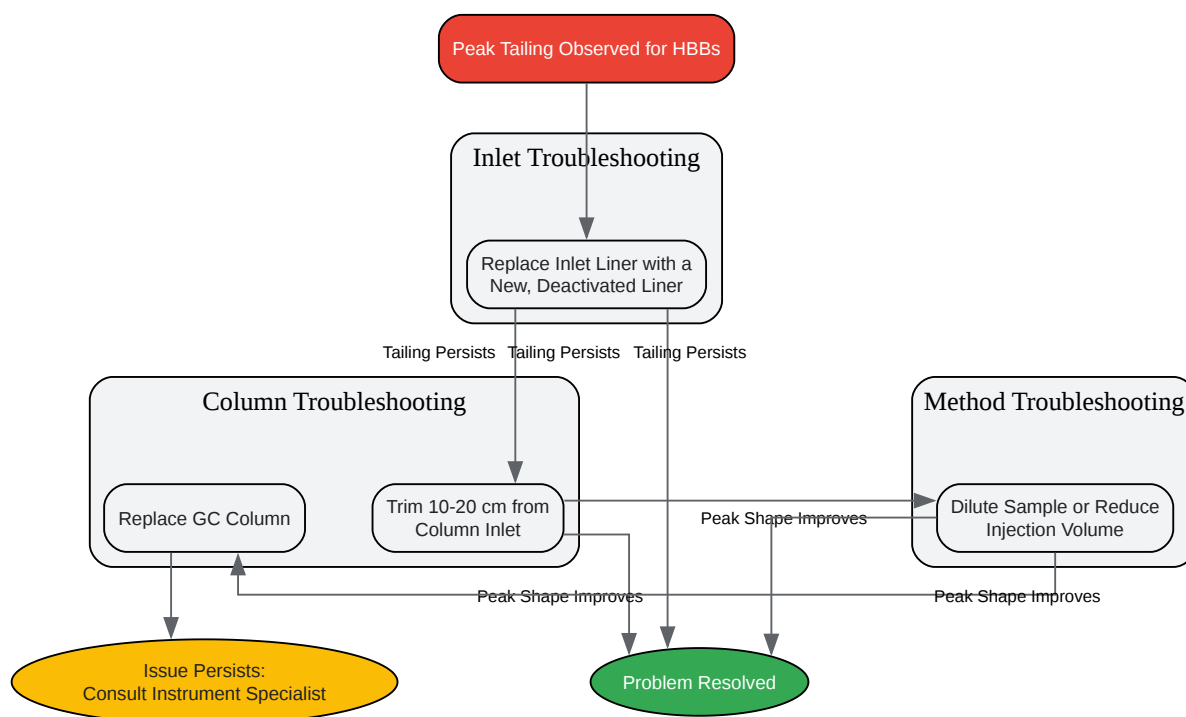 Peak Tailing Observed for HBBs
Inlet Troubleshooting
Replace Inlet Liner with a
New, Deactivated Liner
Tailing Persists
Tailing Persists
Tailing Persists
Column Troubleshooting
Method Troubleshooting
Replace GC Column
Trim 10-20 cm from
Column Inlet
Dilute Sample or Reduce
Injection Volume
Peak Shape Improves
Peak Shape Improves
Peak Shape Improves
Issue Persists:
Consult Instrument Specialist
Problem Resolved